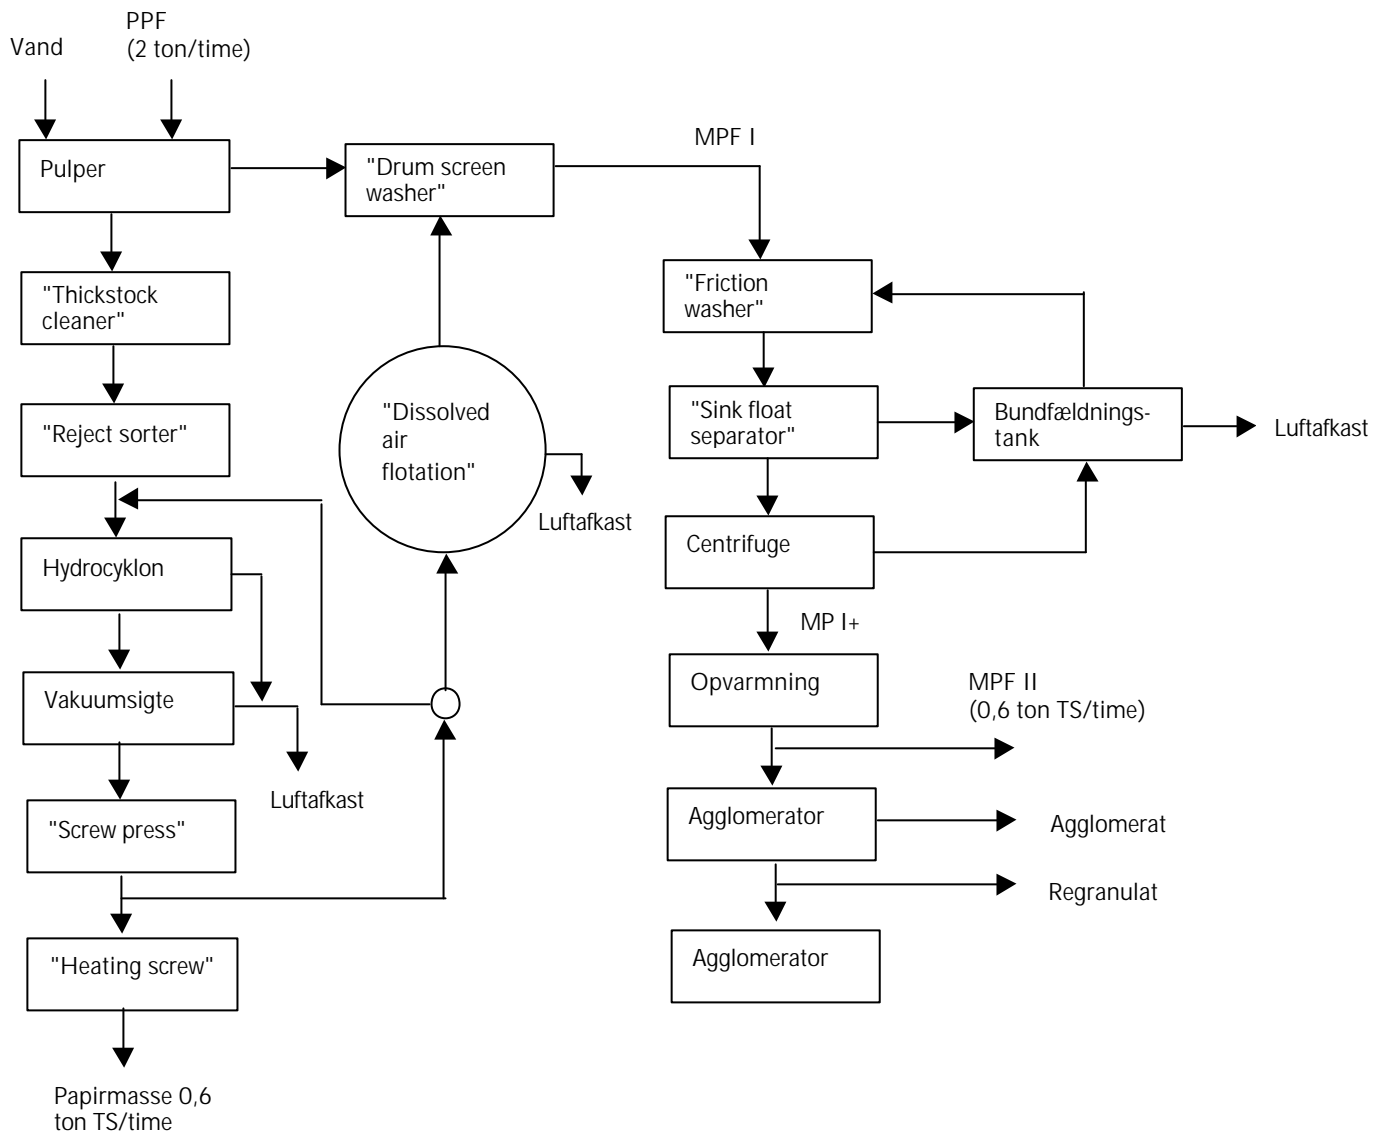 PPF
(2 ton/time)
Vand
MPF I
Pulper
"Drum screen
washer"
"Thickstock
cleaner"
"Friction
washer"
"Reject sorter"
"Dissolved
air
flotation"
"Sink float
separator"
Bundfældnings-
tank
Luftafkast
Luftafkast
Hydrocyklon
Centrifuge
MP I+
Vakuumsigte
Opvarmning
MPF II
(0,6 ton TS/time)
Luftafkast
"Screw press"
Agglomerator
Agglomerat
Regranulat
"Heating screw"
Agglomerator
Papirmasse 0,6
ton TS/time